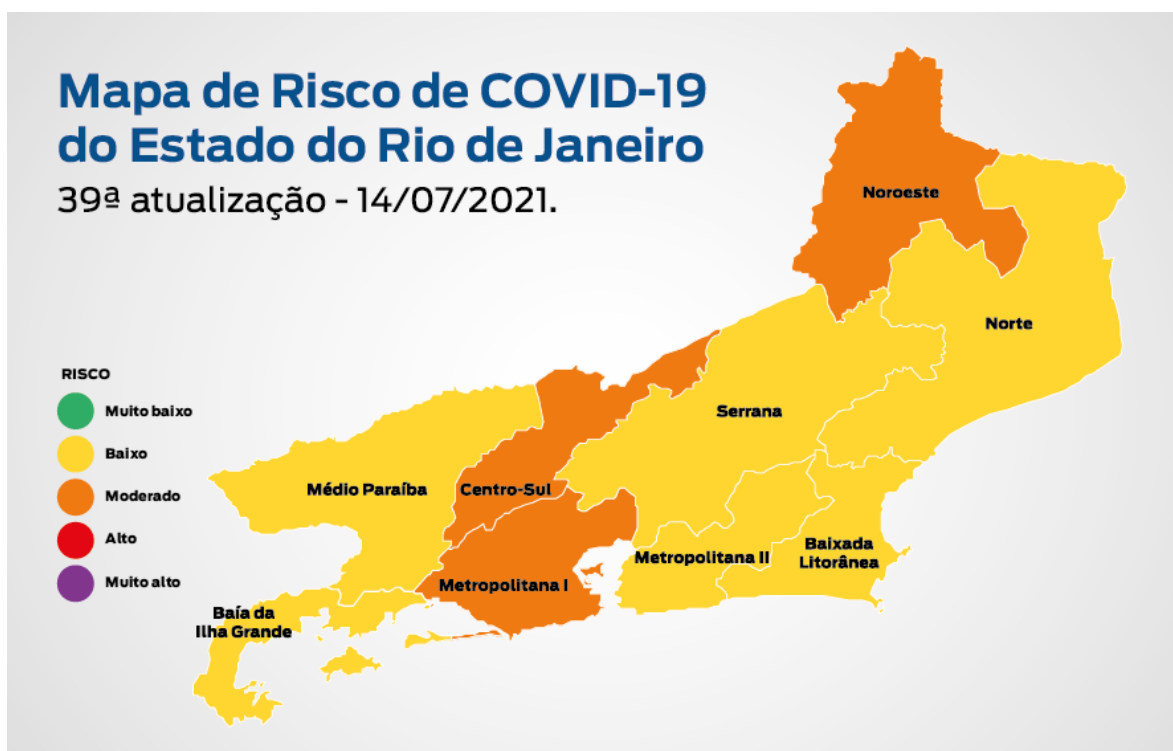 Mapa de Risco de COVID-19
do Estado do Rio de Janeiro
39ª atualização - 14/07/2021.
Noroeste
Norte
RISCO
Muito baixo
Baixo
Moderado
Alto
Muito alto
Serrana
Médio Paraíba
Centro-Sul
Metropolitana II
Baixada
Litorânea
Metropolitana I
Baía da
Ilha Grande